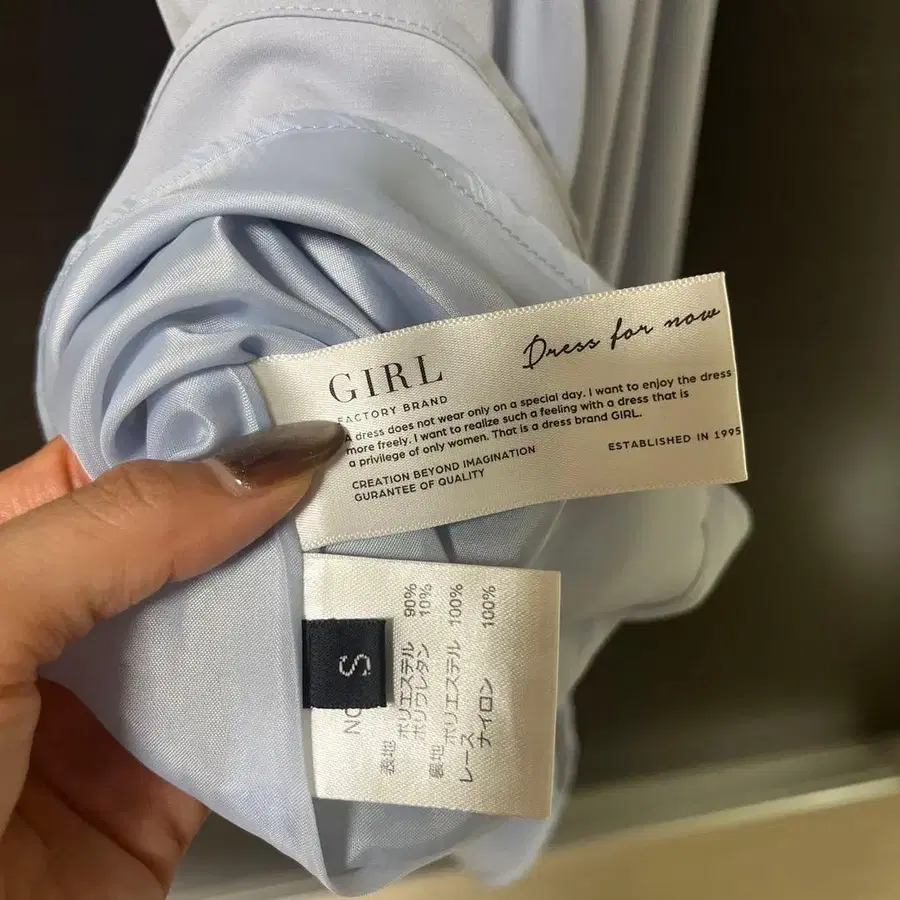 GIRL
FACTORY BRAND
Dress for now
A dress does not wear only on a special day. I want to enjoy the dress
more freely. I want to realize such a feeling with a dress that is
a privilege of only women. That is a dress brand GIRL.
CREATION BEYOND IMAGINATION
GURANTEE OF QUALITY
ESTABLISHED IN 1995
S
表地 ポリエステル 90%
ポリウレタン 10%
裏地 ポリエステル 100%
レース
ナイロン 100%